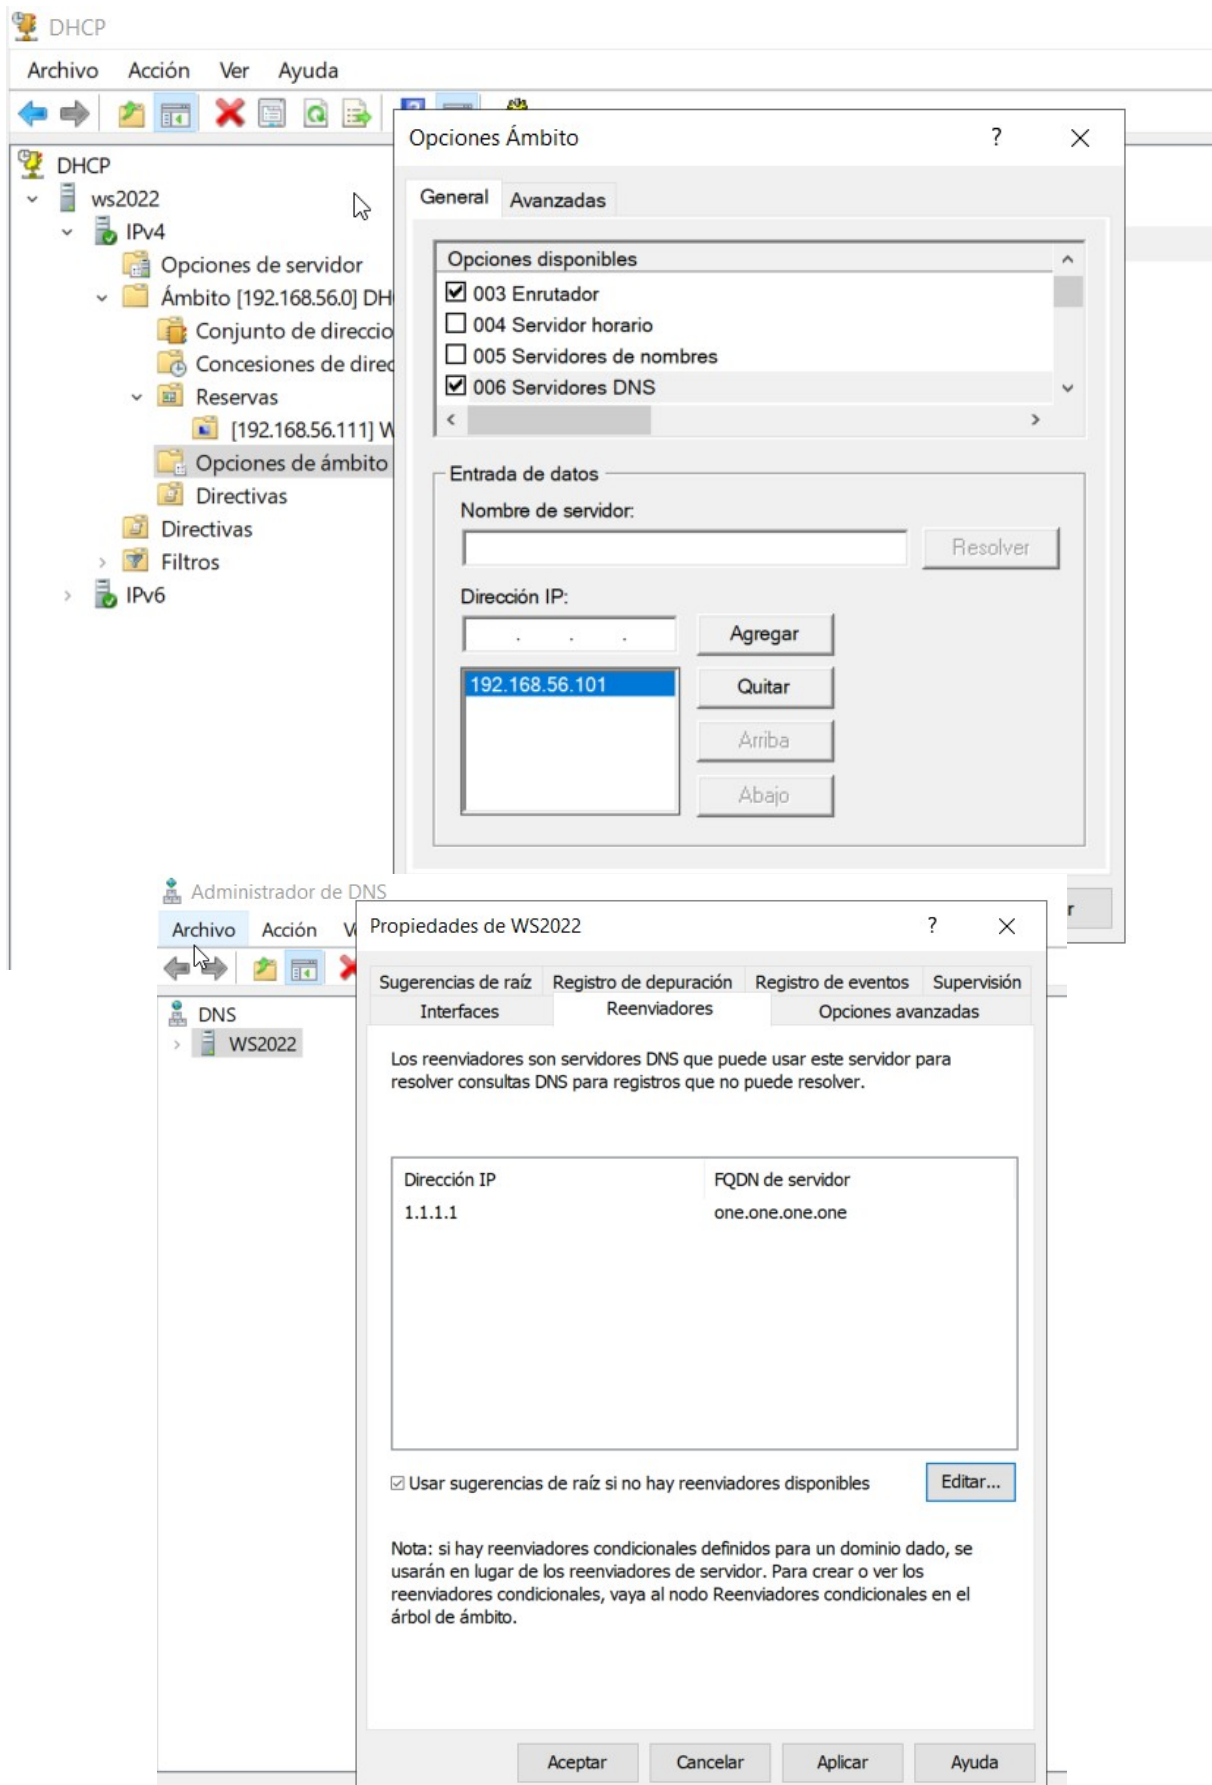 DHCP
Archivo Acción Ver Ayuda
Opciones Ámbito ? 
DHCP
ws2022
IPv4
Opciones de servidor
Ámbito [192.168.56.0]
Conjunto de
Concesiones de
Reservas
[192.168.56.111]
Opciones de ámbito
Directivas
Directivas
Filtros
IPv6
General Avanzadas
Opciones disponibles
003 Enrutador
004 Servidor horario
005 Servidores de nombres
006 Servidores DNS
Entrada de datos
Nombre de servidor:
Resolver
Dirección IP:
. . . Agregar
192.168.56.101 Quitar
Arriba
Abajo
Administrador de DNS
Archivo Acción
DNS
WS2022
Propiedades de WS2022 ?
Sugerencias de raíz Registro de depuración Registro de eventos Supervisión
Interfaces Reenviadores Opciones avanzadas
Los reenviadores son servidores DNS que puede usar este servidor para
resolver consultas DNS para registros que no puede resolver.
Dirección IP FQDN de servidor
1.1.1.1 one.one.one.one
Usar sugerencias de raíz si no hay reenviadores disponibles Editar...
Nota: si hay reenviadores condicionales definidos para un dominio dado, se
usarán en lugar de los reenviadores de servidor. Para crear o ver los
reenviadores condicionales, vaya al nodo Reenviadores condicionales en el
árbol de ámbito.
Aceptar Cancelar Aplicar Ayuda